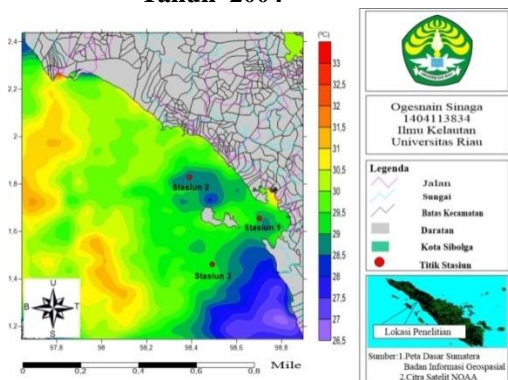 Tahun 2004
2,4
2,2
2
1,8
1,6
1,4
1,2
97,8
98
98,2
98,4
98,6
98,8
Stasiun 2
Stasiun 1
Stasiun 3
U
B
T
S
0
0,2
0,4
0,6
0,8
Mile
(°C)
33
32.5
32
31.5
31
30.5
30
29.5
29
28.5
28
27.5
27
26.5
Ogesnain Sinaga
1404113834
Ilmu Kelautan
Universitas Riau
Legenda
Jalan
Sungai
Batas Kecamatan
Daratan
Kota Sibolga
Titik Stasiun
Lokasi Penelitian
Sumber:1.Peta Dasar Sumatera
Badan Informasi Geospasial
2.Citra Satelit NOAA